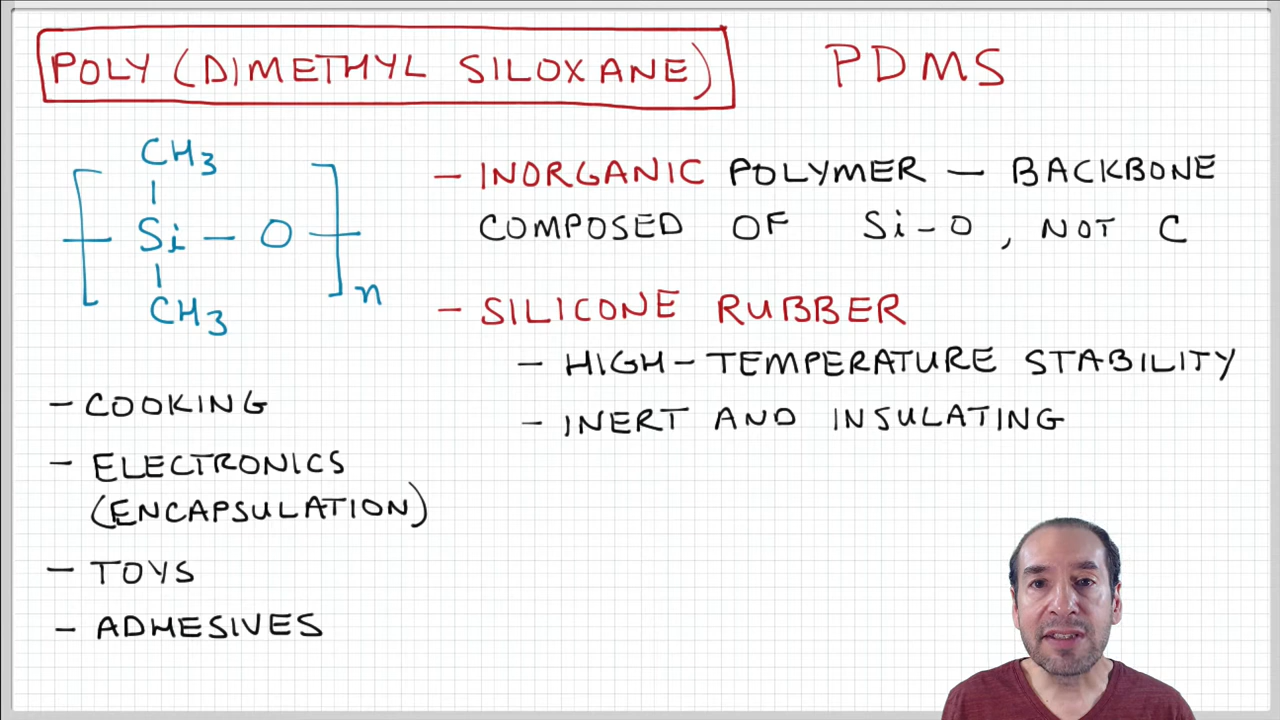 POLY(DIMETHYL SILOXANE) PDMS
CH3
Si - O
n
CH3
- INORGANIC POLYMER - BACKBONE
COMPOSED OF Si-O, NOT C
- SILICONE RUBBER
- HIGH-TEMPERATURE STABILITY
- INERT AND INSULATING
- COOKING
- ELECTRONICS
(ENCAPSULATION)
- TOYS
- ADHESIVES